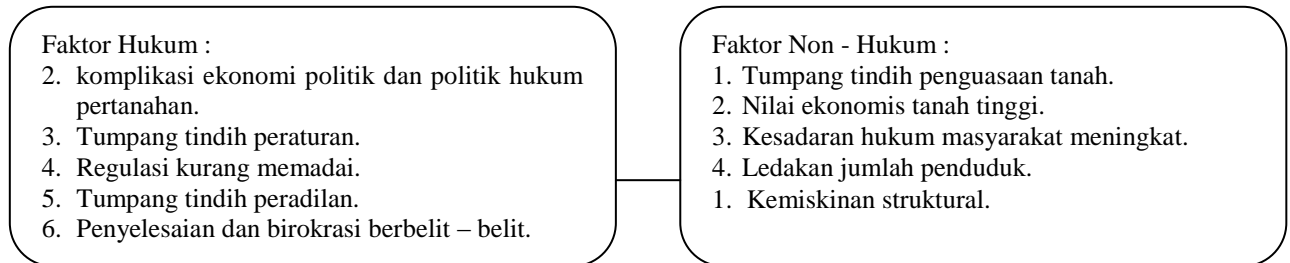 Faktor Hukum :
2. komplikasi ekonomi politik dan politik hukum
pertanahan.
3. Tumpang tindih peraturan.
4. Regulasi kurang memadai.
5. Tumpang tindih peradilan.
6. Penyelesaian dan birokrasi berbelit – belit.
Faktor Non - Hukum :
1. Tumpang tindih penguasaan tanah.
2. Nilai ekonomis tanah tinggi.
3. Kesadaran hukum masyarakat meningkat.
4. Ledakan jumlah penduduk.
1. Kemiskinan struktural.